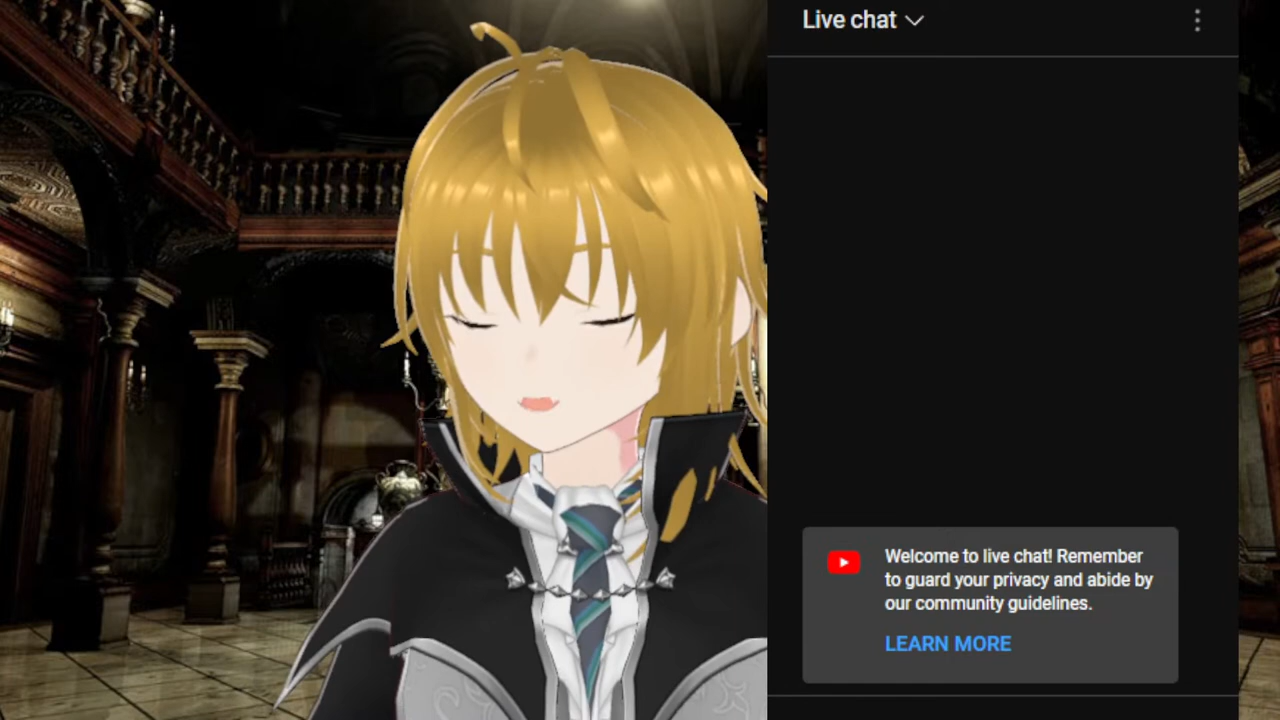 Live chat
Welcome to live chat! Remember
to guard your privacy and abide by
our community guidelines.
LEARN MORE